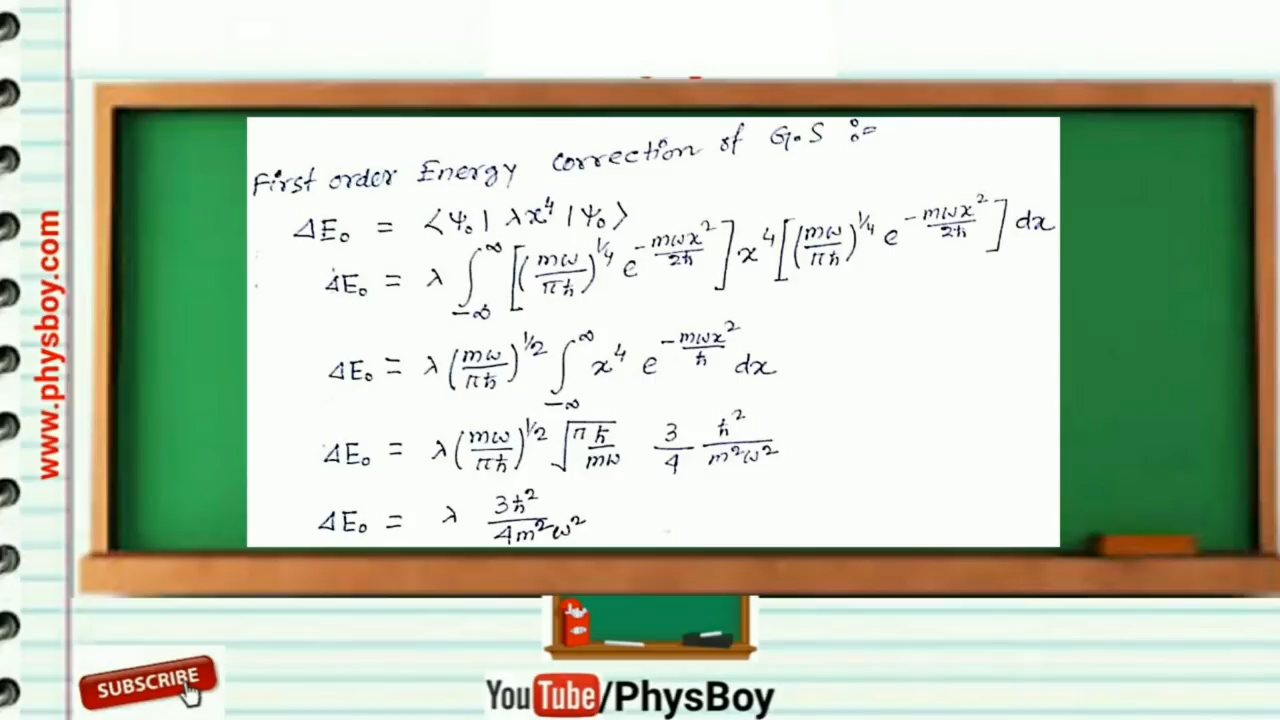 First order Energy Correction of G.S :-
ΔE₀ = ⟨Ψ₀| λx⁴ |Ψ₀⟩
ΔE₀ = λ ∫_{-∞}^{∞} [(mω/πħ)^{1/4} e^{-mωx²/2ħ}] x⁴ [(mω/πħ)^{1/4} e^{-mωx²/2ħ}] dx
ΔE₀ = λ (mω/πħ)^{1/2} ∫_{-∞}^{∞} x⁴ e^{-mωx²/ħ} dx
ΔE₀ = λ (mω/πħ)^{1/2} √(πħ/mω) 3/4 ħ²/m²ω²
ΔE₀ = λ 3ħ²/4m²ω²
www.physboy.com
SUBSCRIBE
YouTube/PhysBoy